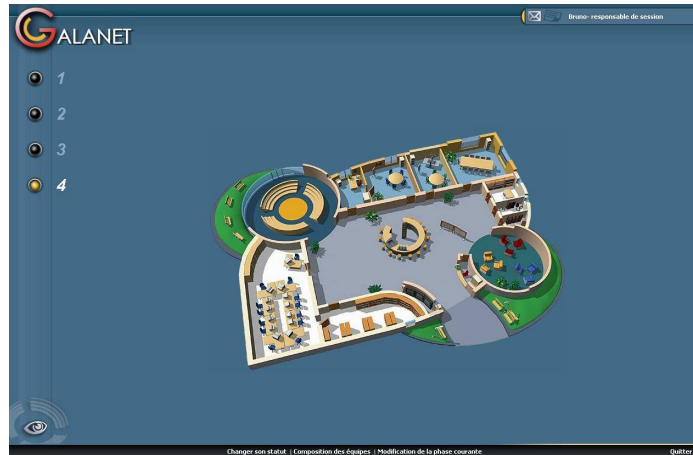 GALANET
Bruno- responsable de session
1
2
3
4
Changer son statut | Composition des équipes | Modification de la phase courante
Quitter